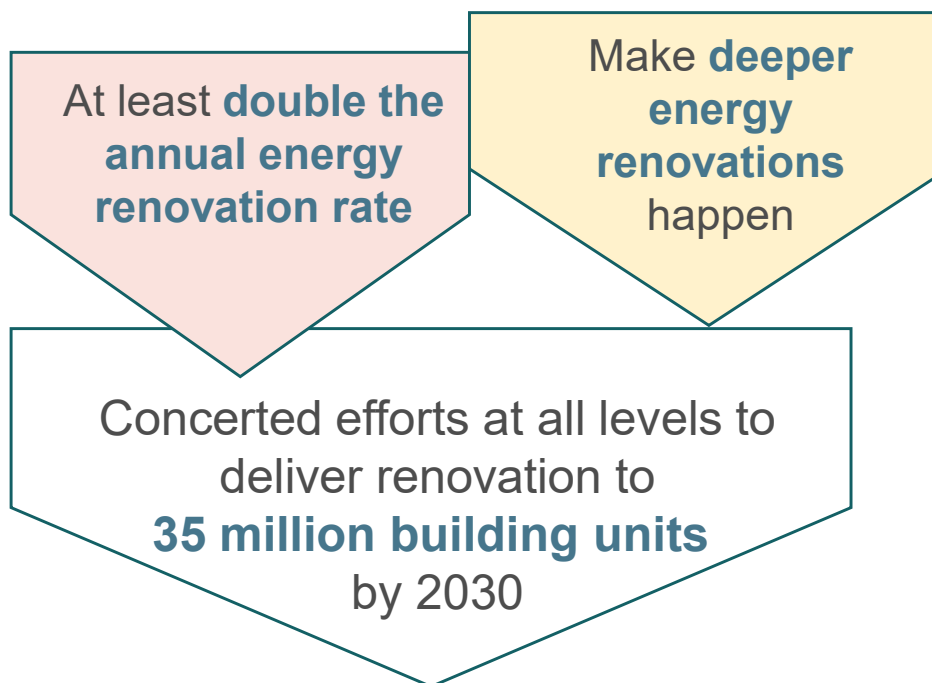 At least double the
annual energy
renovation rate
Make deeper
energy
renovations
happen
Concerted efforts at all levels to
deliver renovation to
35 million building units
by 2030